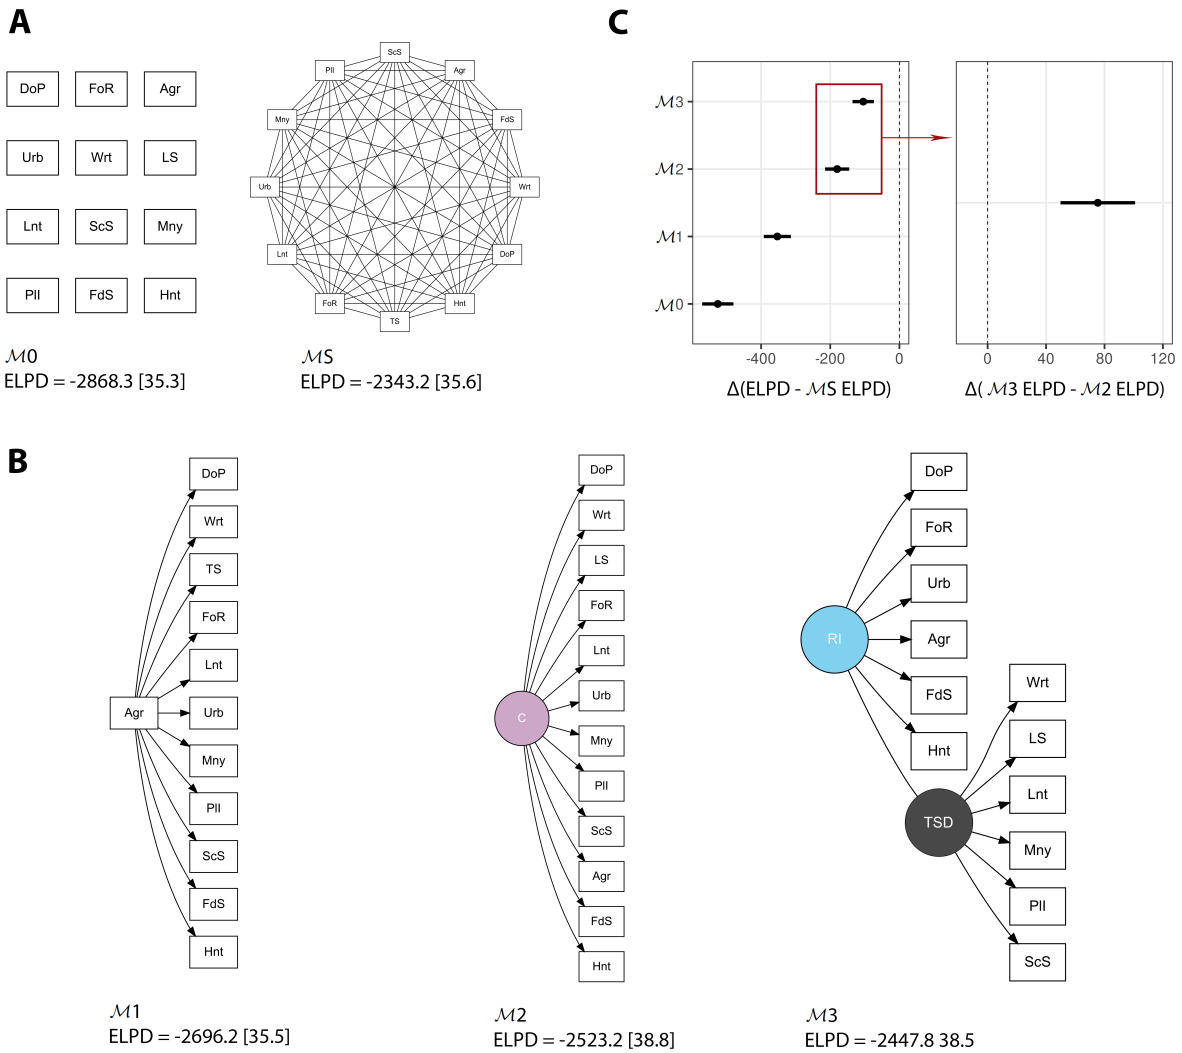 A
DoP FoR Agr
Urb Wrt LS
Lnt ScS Mny
Pll FdS Hnt
ℳ0
ELPD = -2868.3 [35.3]
ScS
Pll Agr
Mny FdS
Urb Wrt
Lnt DoP
FoR Hnt
TS
ℳS
ELPD = -2343.2 [35.6]
C
ℳ3
ℳ2
ℳ1
ℳ0
-400 -200 0
Δ(ELPD - ℳS ELPD)
0 40 80 120
Δ( ℳ3 ELPD - ℳ2 ELPD)
B
DoP
Wrt
TS
FoR
Lnt
Agr
Urb
Mny
Pll
ScS
FdS
Hnt
ℳ1
ELPD = -2696.2 [35.5]
DoP
Wrt
LS
FoR
Lnt
Urb
C
Mny
Pll
ScS
Agr
FdS
Hnt
ℳ2
ELPD = -2523.2 [38.8]
DoP
FoR
Urb
RI
Agr
FdS
Hnt
Wrt
LS
Lnt
TSD
Mny
Pll
ScS
ℳ3
ELPD = -2447.8 38.5